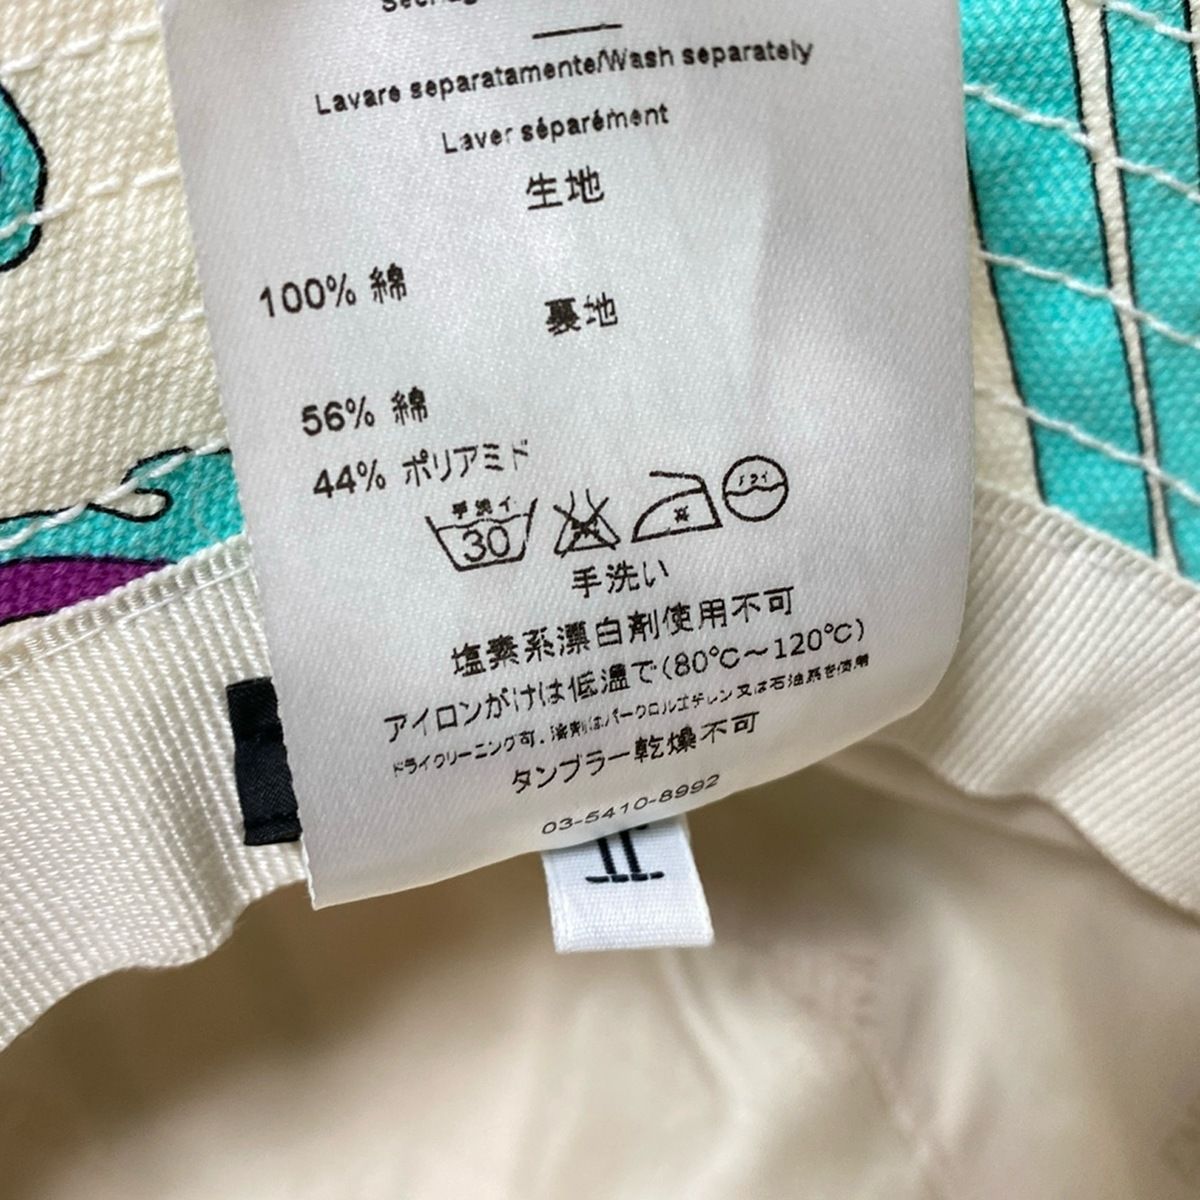 Lavare separatamente/Wash separately
Laver séparément
生地
100% 綿
裏地
56% 綿
44% ポリアミド
手洗イ
30
ドライ
手洗い
塩素系漂白剤使用不可
アイロンがけは低温で(80℃～120℃)
ドライクリーニング可．溶剤はパークロルエチレン又は石油系を使用
タンブラー乾燥不可
03-5410-8992
II